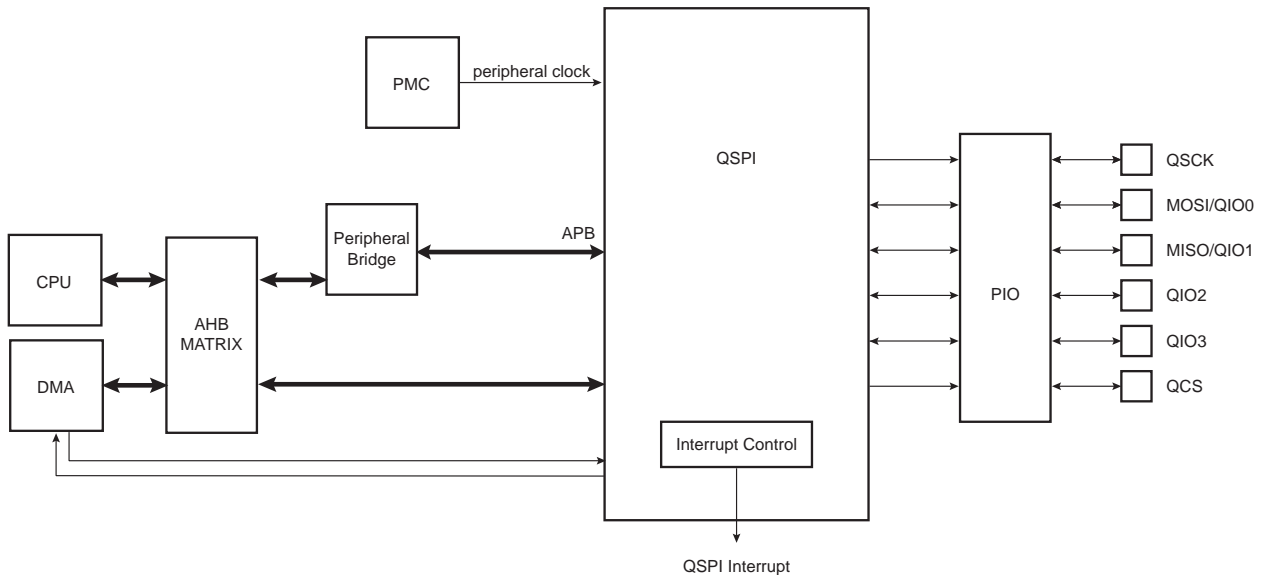 PMC
peripheral clock
QSPI
QSCK
MOSI/QIO0
MISO/QIO1
QIO2
QIO3
QCS
PIO
Peripheral
Bridge
APB
CPU
AHB
MATRIX
DMA
Interrupt Control
QSPI Interrupt